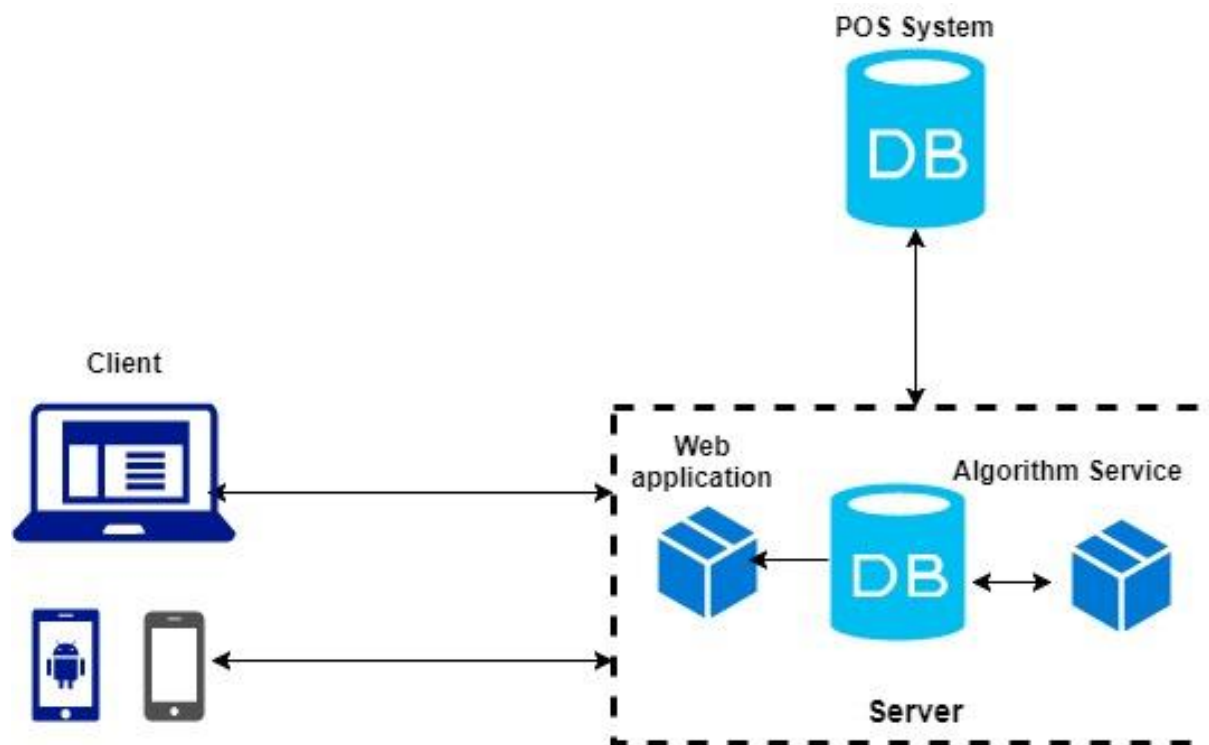 POS System
DB
Client
Web
application
Algorithm Service
DB
Server